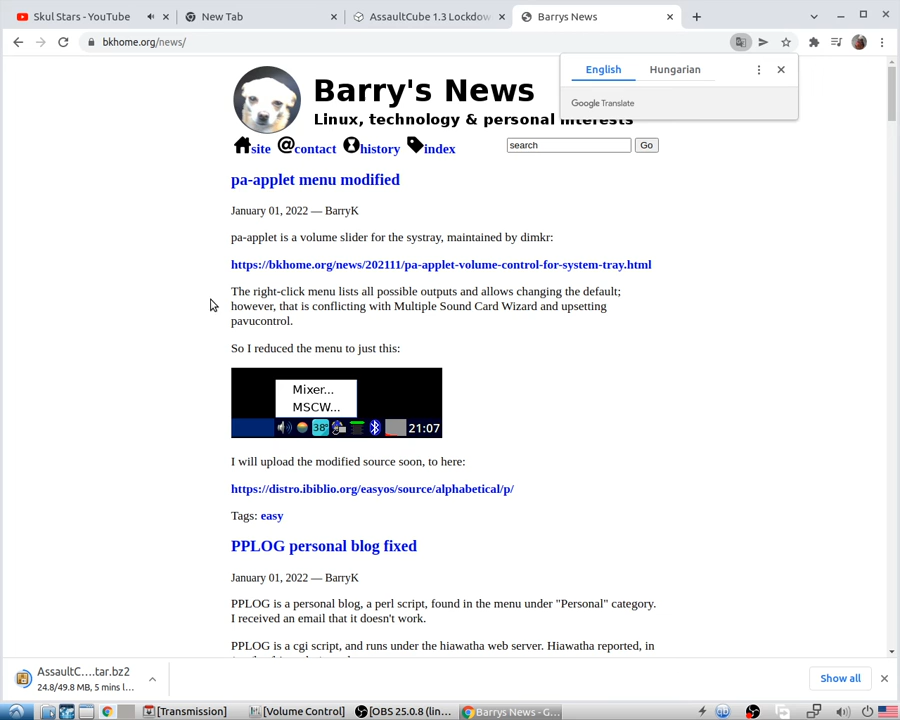 Skul Stars - YouTube
New Tab
AssaultCube 1.3 Lockdow
Barrys News
bkhome.org/news/
English
Hungarian
Google Translate
Barry's News
Linux, technology & personal interests
site
contact
history
index
search
Go
pa-applet menu modified
January 01, 2022 — BarryK
pa-applet is a volume slider for the systray, maintained by dimkr:
https://bkhome.org/news/202111/pa-applet-volume-control-for-system-tray.html
The right-click menu lists all possible outputs and allows changing the default;
however, that is conflicting with Multiple Sound Card Wizard and upsetting
pavucontrol.
So I reduced the menu to just this:
Mixer...
MSCW...
38°
21:07
I will upload the modified source soon, to here:
https://distro.ibiblio.org/easyos/source/alphabetical/p/
Tags: easy
PPLOG personal blog fixed
January 01, 2022 — BarryK
PPLOG is a personal blog, a perl script, found in the menu under "Personal" category.
I received an email that it doesn't work.
PPLOG is a cgi script, and runs under the hiawatha web server. Hiawatha reported, in
AssaultC....tar.bz2
24.8/49.8 MB, 5 mins l...
Show all
[Transmission]
[Volume Control]
[OBS 25.0.8 (lin...
Barrys News - G...